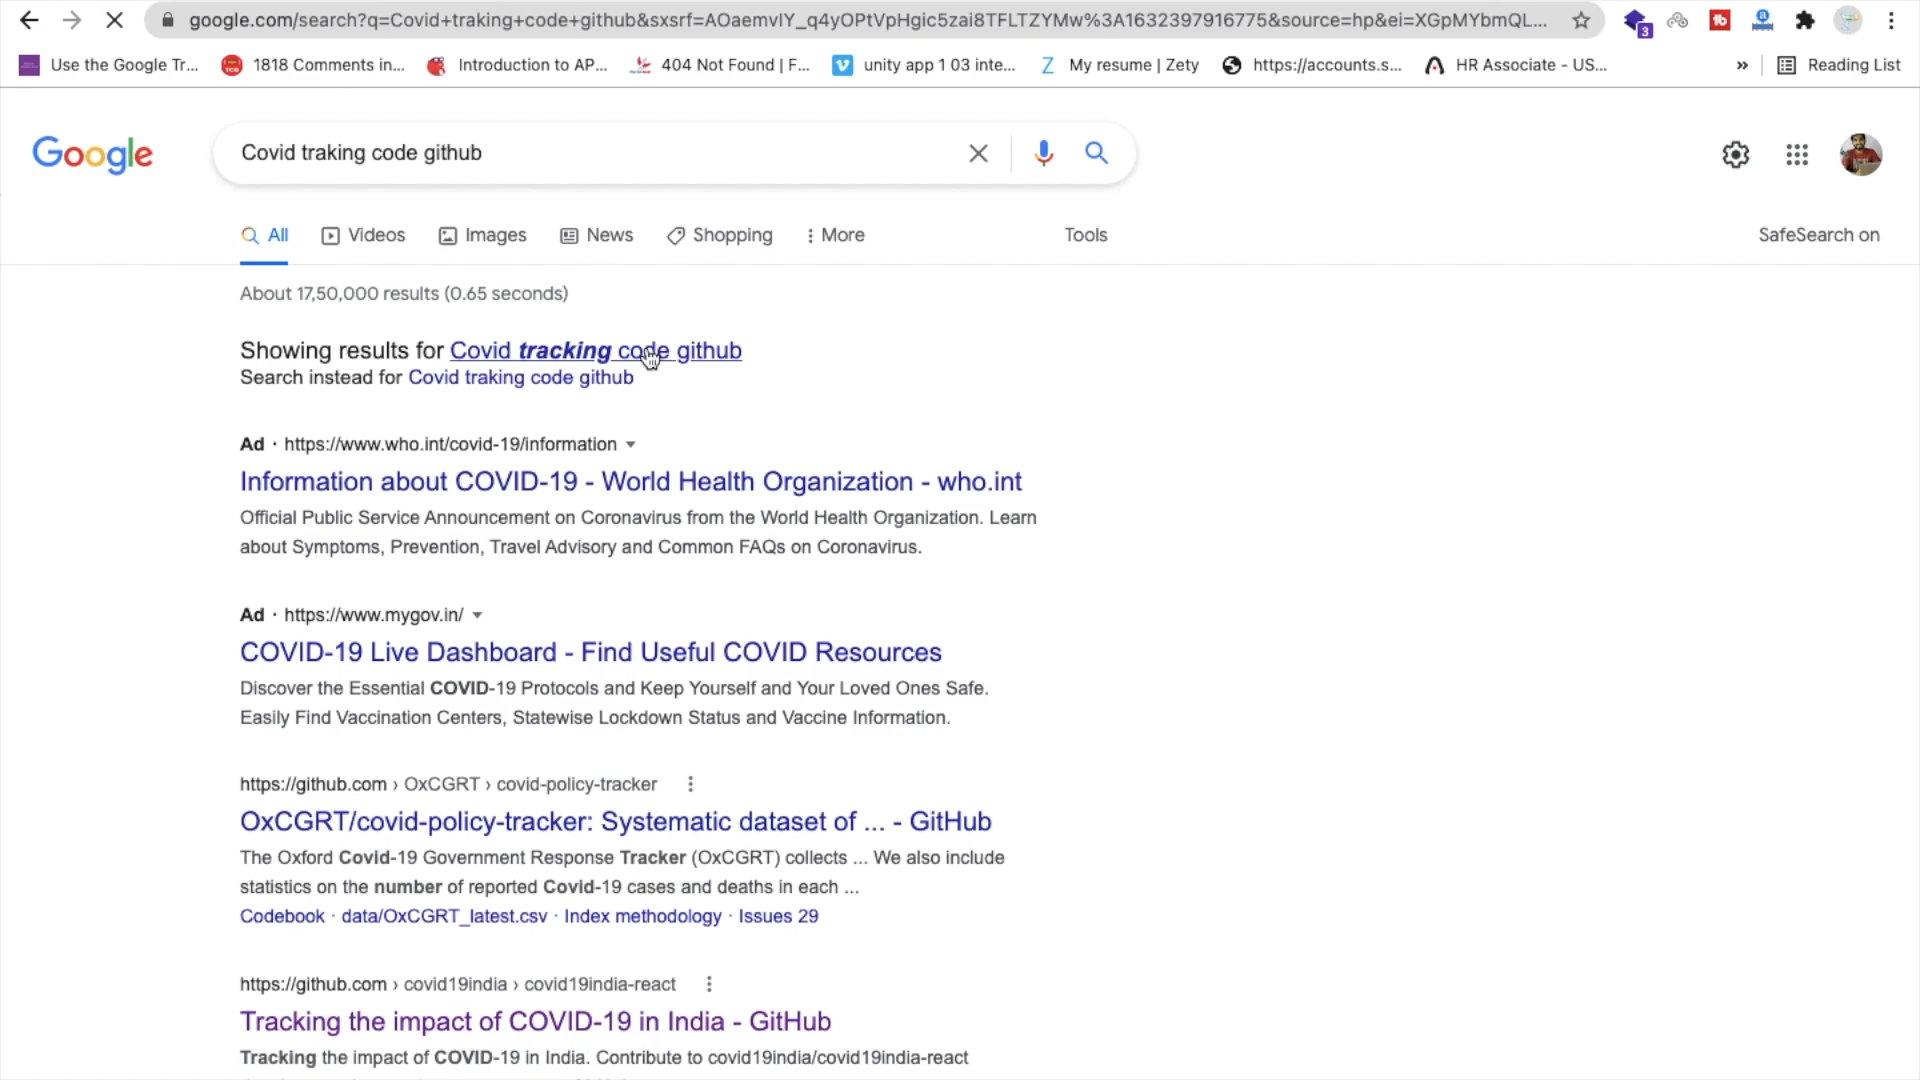 google.com/search?q=Covid+traking+code+github&sxsrf=AOaemvIY_q4yOPtVpHgic5zai8TFLTZYMw%3A1632397916775&source=hp&ei=XGpMYbmQL...
3
Use the Google Tr... 1818 Comments in... Introduction to AP... 404 Not Found | F... unity app 1 03 inte... My resume | Zety https://accounts.s... HR Associate - US... » Reading List
Google Covid traking code github
All Videos Images News Shopping More Tools SafeSearch on
About 17,50,000 results (0.65 seconds)
Showing results for Covid tracking code github
Search instead for Covid traking code github
Ad · https://www.who.int/covid-19/information
Information about COVID-19 - World Health Organization - who.int
Official Public Service Announcement on Coronavirus from the World Health Organization. Learn
about Symptoms, Prevention, Travel Advisory and Common FAQs on Coronavirus.
Ad · https://www.mygov.in/
COVID-19 Live Dashboard - Find Useful COVID Resources
Discover the Essential COVID-19 Protocols and Keep Yourself and Your Loved Ones Safe.
Easily Find Vaccination Centers, Statewise Lockdown Status and Vaccine Information.
https://github.com › OxCGRT › covid-policy-tracker
OxCGRT/covid-policy-tracker: Systematic dataset of ... - GitHub
The Oxford Covid-19 Government Response Tracker (OxCGRT) collects ... We also include
statistics on the number of reported Covid-19 cases and deaths in each ...
Codebook · data/OxCGRT_latest.csv · Index methodology · Issues 29
https://github.com › covid19india › covid19india-react
Tracking the impact of COVID-19 in India - GitHub
Tracking the impact of COVID-19 in India. Contribute to covid19india/covid19india-react